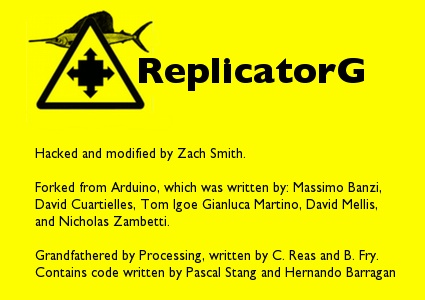 ReplicatorG
Hacked and modified by Zach Smith.
Forked from Arduino, which was written by: Massimo Banzi,
David Cuartielles, Tom Igoe Gianluca Martino, David Mellis,
and Nicholas Zambetti.
Grandfathered by Processing, written by C. Reas and B. Fry.
Contains code written by Pascal Stang and Hernando Barragan